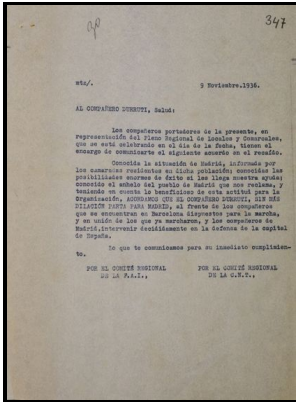 347
mtz/.
9 Noviembre.1936.
AL COMPAÑERO DURRUTI, Salud:
Los compañeros portadores de la presente, en
representación del Pleno Regional de Locales y Comarcales,
que se está celebrando en el día de la fecha, tienen el
encargo de comunicarte el siguiente acuerdo en él recaído.
Conocida la situación de Madrid, informada por
los camaradas residentes en dicha población; conocidas las
posibilidades enormes de éxito si les llega nuestra ayuda;
conocido el anhelo del pueblo de Madrid que nos reclama, y
teniendo en cuenta lo beneficioso de esta actitud para la
Organización, ACORDAMOS QUE EL COMPAÑERO DURRUTI, SIN MÁS
DILACIÓN PARTA PARA MADRID, al frente de los compañeros
que se encuentran en Barcelona dispuestos para la marcha,
y en unión de los que ya marcharon, y los compañeros de
Madrid, intervenir decididamente en la defensa de la capital
de España.
Lo que te comunicamos para su inmediato cumplimien-
to.
POR EL COMITÉ REGIONAL POR EL COMITÉ REGIONAL
DE LA F.A.I., DE LA C.N.T.,